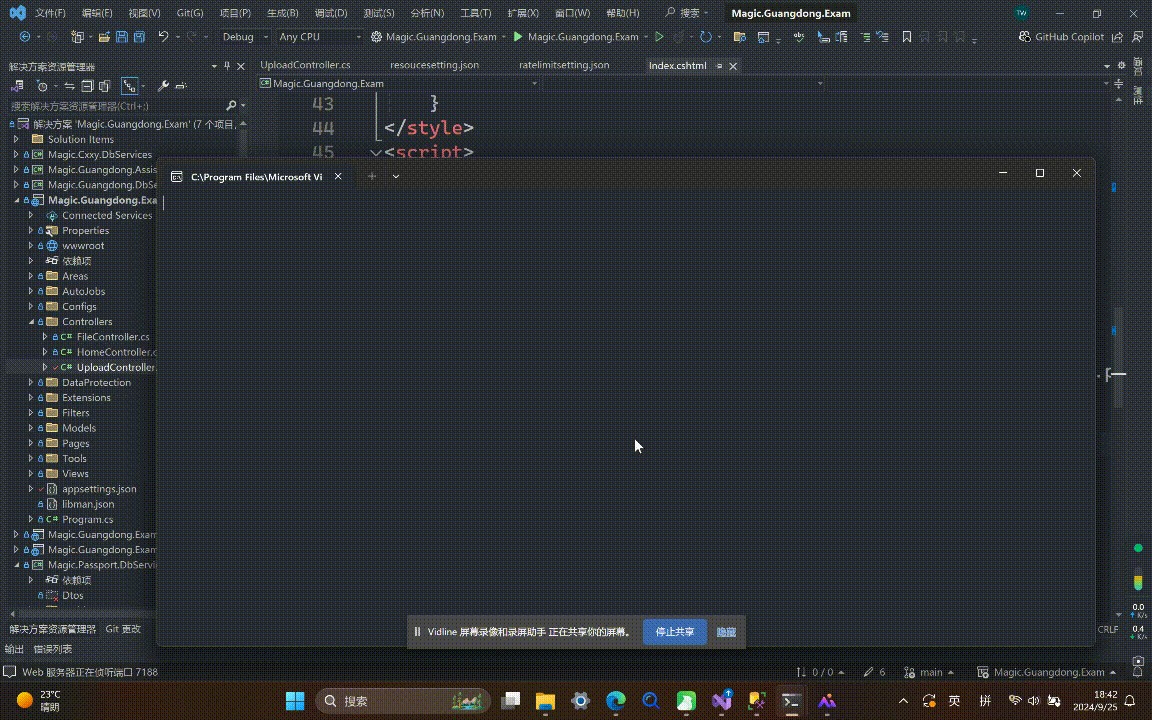 文件(F) 编辑(E) 视图(V) Git(G) 项目(P) 生成(B) 调试(D) 测试(S) 分析(N) 工具(T) 扩展(X) 窗口(W) 帮助(H) 搜索 Magic.Guangdong.Exam TW
Debug Any CPU Magic.Guangdong.Exam Magic.Guangdong.Exam GitHub Copilot
解决方案资源管理器
UploadController.cs resoucesetting.json ratelimitsetting.json Index.cshtml
Magic.Guangdong.Exam
搜索解决方案资源管理器(Ctrl+;)
43 }
44 </style>
45 <script>
解决方案 'Magic.Guangdong.Exam' (7 个项目,
Solution Items
Magic.Cxxy.DbServices
Magic.Guangdong.Assis
Magic.Guangdong.DbSe
Magic.Guangdong.Exa
Connected Services
Properties
wwwroot
依赖项
Areas
AutoJobs
Configs
Controllers
FileController.cs
HomeController.c
UploadController.
DataProtection
Extensions
Filters
Models
Pages
Tools
Views
appsettings.json
libman.json
Program.cs
Magic.Guangdong.Exam
Magic.Guangdong.Exam
Magic.Passport.DbServi
依赖项
Dtos
C:\Program Files\Microsoft Vi
Vidline 屏幕录像和录屏助手 正在共享你的屏幕。 停止共享 隐藏
0.0
K/s
CRLF 0.4
K/s
解决方案资源管理器 Git 更改
输出 错误列表
Web 服务器正在侦听端口 7188 0 / 0 6 main Magic.Guangdong.Exam
23°C
晴朗
搜索
英 拼
18:42
2024/9/25